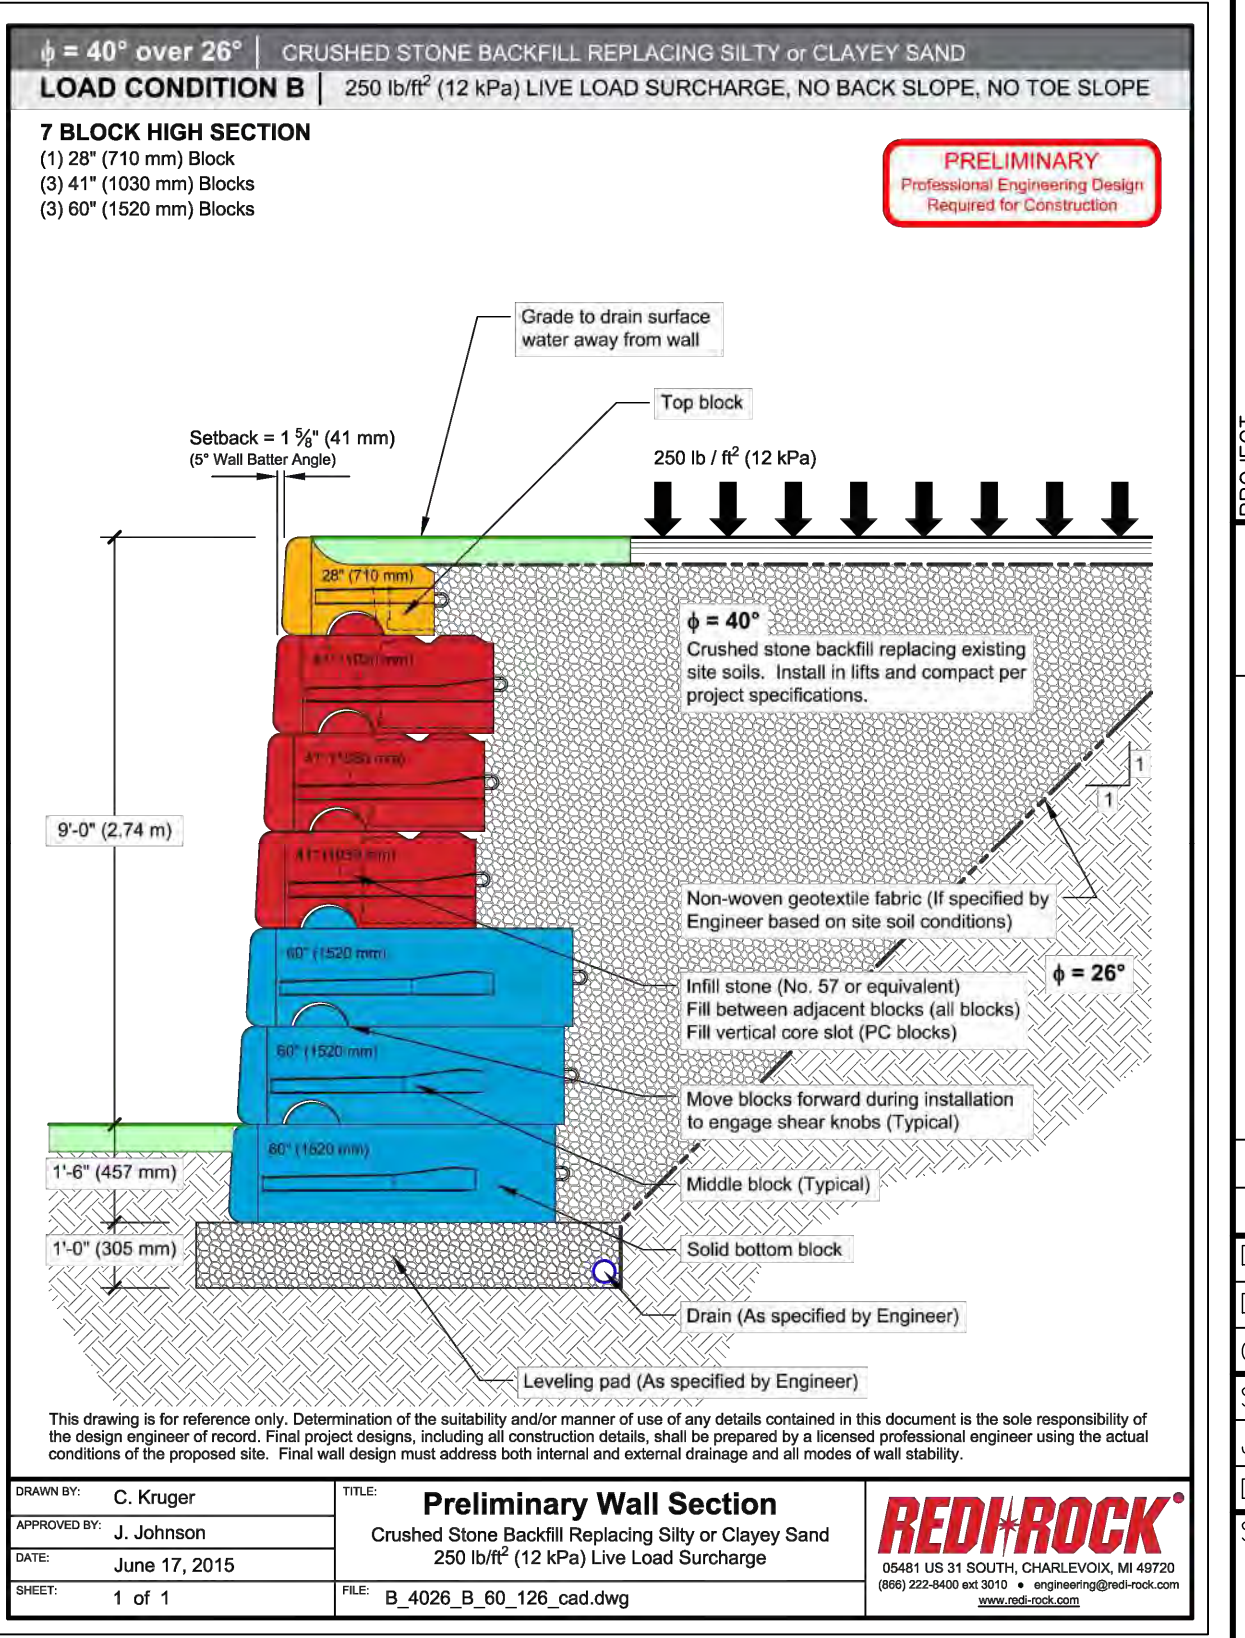 ϕ = 40° over 26° | CRUSHED STONE BACKFILL REPLACING SILTY or CLAYEY SAND
LOAD CONDITION B | 250 lb/ft² (12 kPa) LIVE LOAD SURCHARGE, NO BACK SLOPE, NO TOE SLOPE
7 BLOCK HIGH SECTION
(1) 28" (710 mm) Block
(3) 41" (1030 mm) Blocks
(3) 60" (1520 mm) Blocks
PRELIMINARY
Professional Engineering Design
Required for Construction
Grade to drain surface
water away from wall
Top block
Setback = 1 ⅝" (41 mm)
(5° Wall Batter Angle)
250 lb / ft² (12 kPa)
28" (710 mm)
ϕ = 40°
Crushed stone backfill replacing existing
site soils. Install in lifts and compact per
project specifications.
41" (1030 mm)
41" (1030 mm)
1
1
9'-0" (2.74 m)
41" (1030 mm)
Non-woven geotextile fabric (If specified by
Engineer based on site soil conditions)
60" (1520 mm)
ϕ = 26°
Infill stone (No. 57 or equivalent)
Fill between adjacent blocks (all blocks)
Fill vertical core slot (PC blocks)
60" (1520 mm)
Move blocks forward during installation
to engage shear knobs (Typical)
60" (1520 mm)
1'-6" (457 mm)
Middle block (Typical)
1'-0" (305 mm)
Solid bottom block
Drain (As specified by Engineer)
Leveling pad (As specified by Engineer)
This drawing is for reference only. Determination of the suitability and/or manner of use of any details contained in this document is the sole responsibility of
the design engineer of record. Final project designs, including all construction details, shall be prepared by a licensed professional engineer using the actual
conditions of the proposed site. Final wall design must address both internal and external drainage and all modes of wall stability.
DRAWN BY: C. Kruger
APPROVED BY: J. Johnson
DATE: June 17, 2015
SHEET: 1 of 1
TITLE: Preliminary Wall Section
Crushed Stone Backfill Replacing Silty or Clayey Sand
250 lb/ft² (12 kPa) Live Load Surcharge
FILE: B_4026_B_60_126_cad.dwg
REDI ROCK®
05481 US 31 SOUTH, CHARLEVOIX, MI 49720
(866) 222-8400 ext 3010 • engineering@redi-rock.com
www.redi-rock.com